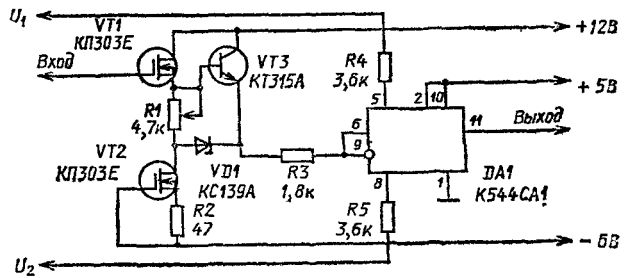 U₁
VT1
КП303Е
+12В
Вход
VT3
КТ315А
R4
3,6к
+5В
5
2
10
R1
4,7к
6
9
11
Выход
VT2
КП303Е
VD1
КС139А
R3
1,8к
8
1
DA1
К544СА1
R2
47
R5
3,6к
-6В
U₂